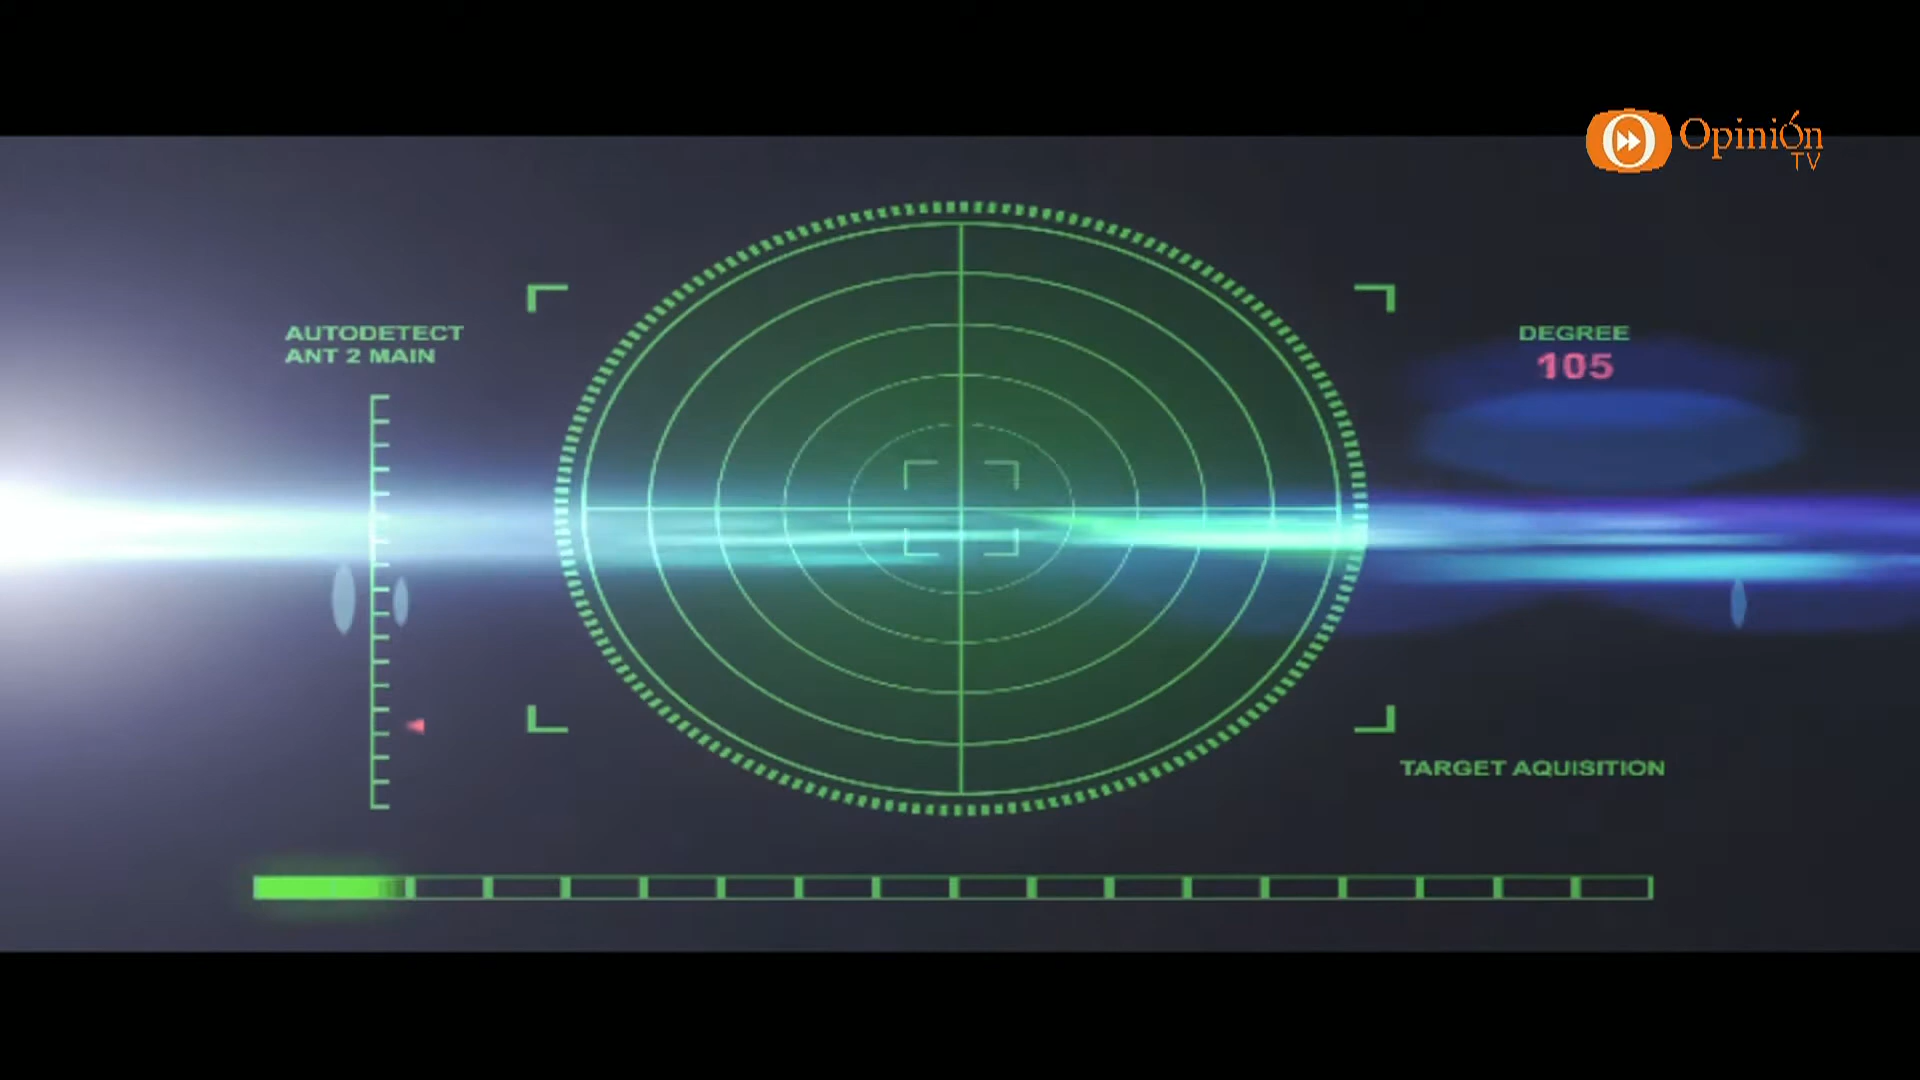 Opinión
TV
AUTODETECT
ANT 2 MAIN
DEGREE
105
TARGET AQUISITION